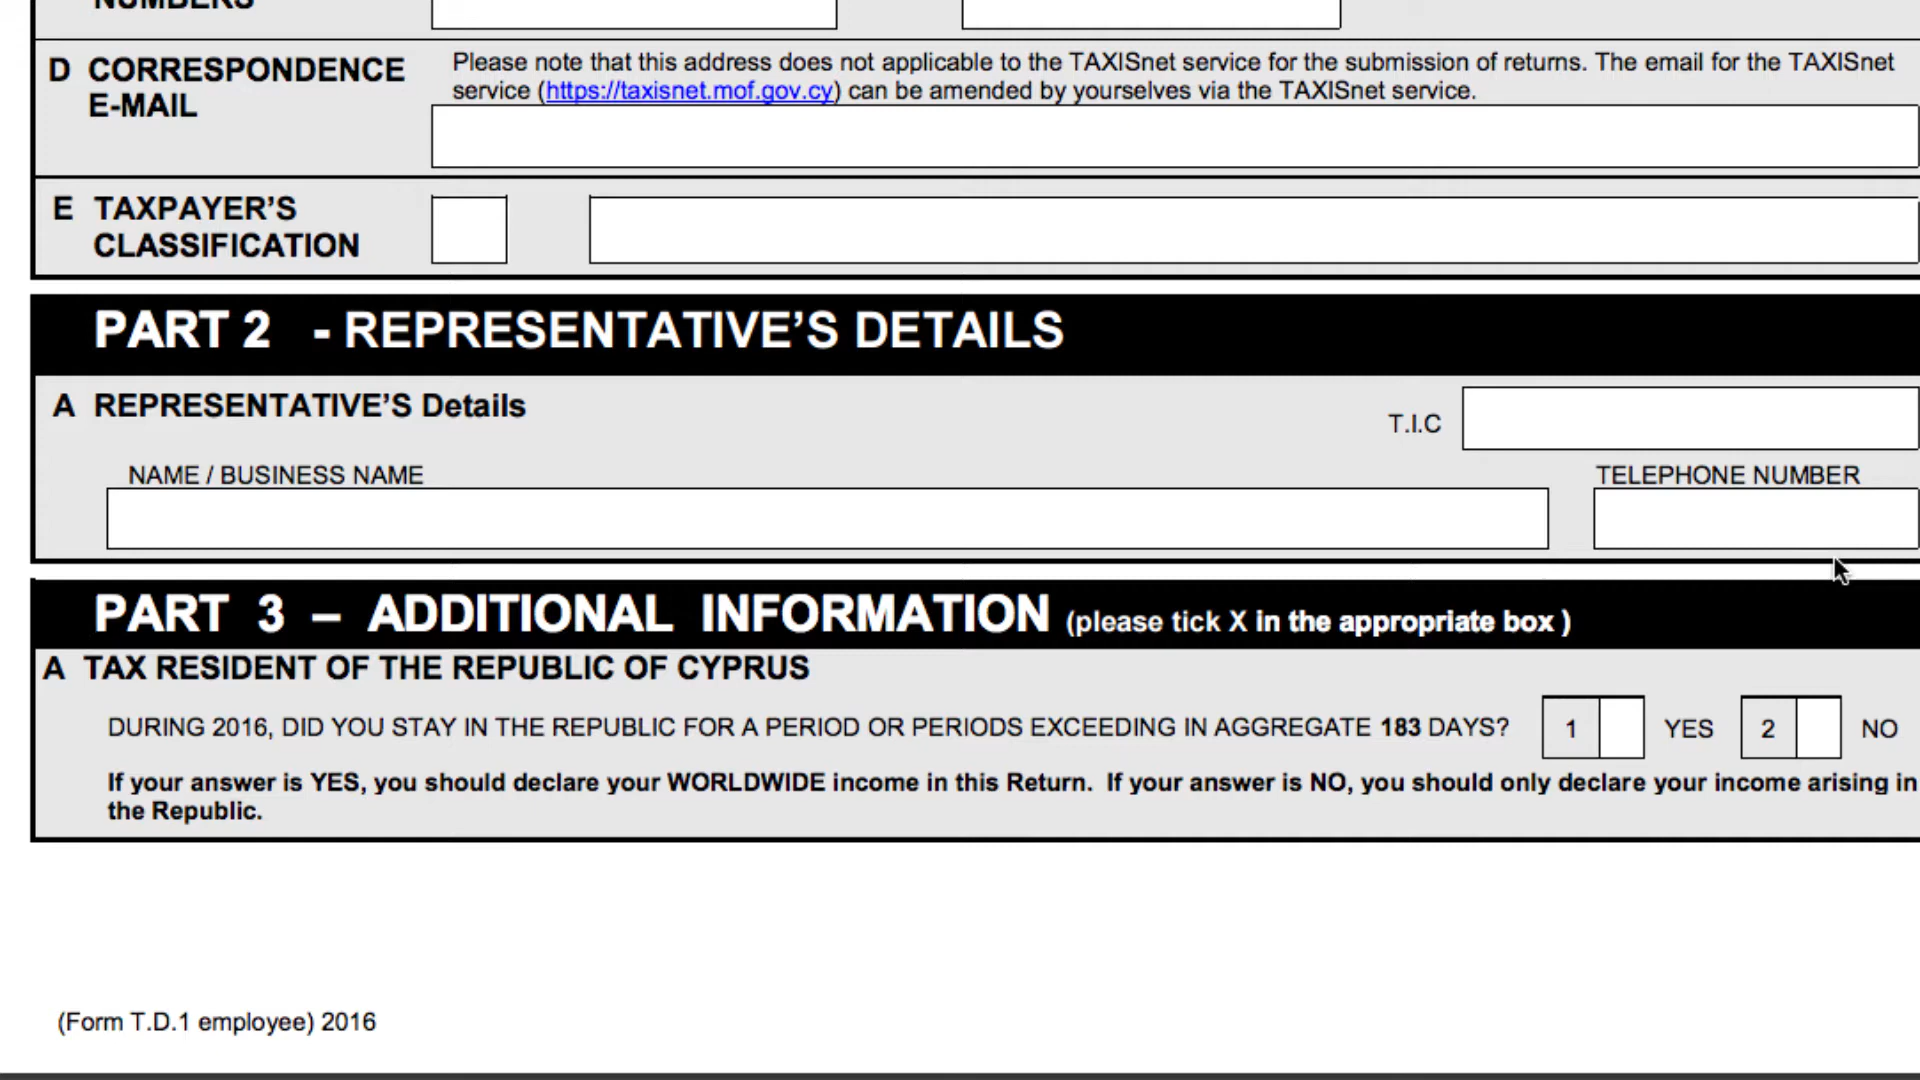 NUMBERS
D CORRESPONDENCE E-MAIL
Please note that this address does not applicable to the TAXISnet service for the submission of returns. The email for the TAXISnet
service (https://taxisnet.mof.gov.cy) can be amended by yourselves via the TAXISnet service.
E TAXPAYER’S
CLASSIFICATION
PART 2 - REPRESENTATIVE’S DETAILS
A REPRESENTATIVE’S Details
T.I.C
NAME / BUSINESS NAME
TELEPHONE NUMBER
PART 3 – ADDITIONAL INFORMATION (please tick X in the appropriate box )
A TAX RESIDENT OF THE REPUBLIC OF CYPRUS
DURING 2016, DID YOU STAY IN THE REPUBLIC FOR A PERIOD OR PERIODS EXCEEDING IN AGGREGATE 183 DAYS? 1 YES 2 NO
If your answer is YES, you should declare your WORLDWIDE income in this Return. If your answer is NO, you should only declare your income arising in
the Republic.
(Form T.D.1 employee) 2016